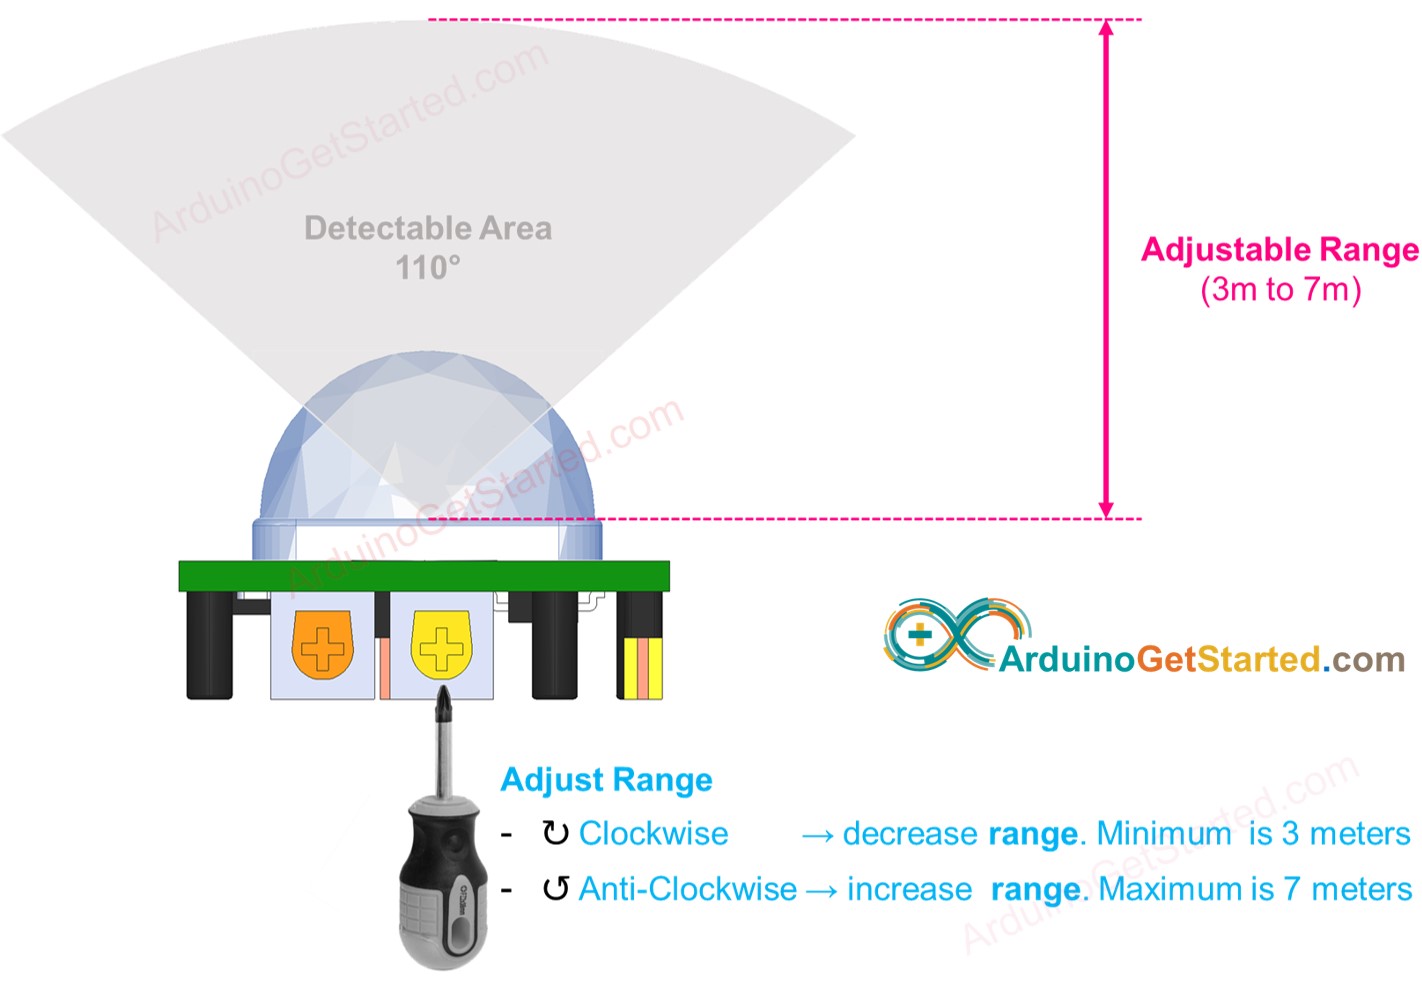 ArduinoGetStarted.com
Detectable Area
110°
Adjustable Range
(3m to 7m)
ArduinoGetStarted.com
ArduinoGetStarted.com
Adjust Range
- ↻ Clockwise → decrease range. Minimum is 3 meters
- ↺ Anti-Clockwise → increase range. Maximum is 7 meters
ArduinoGetStarted.com